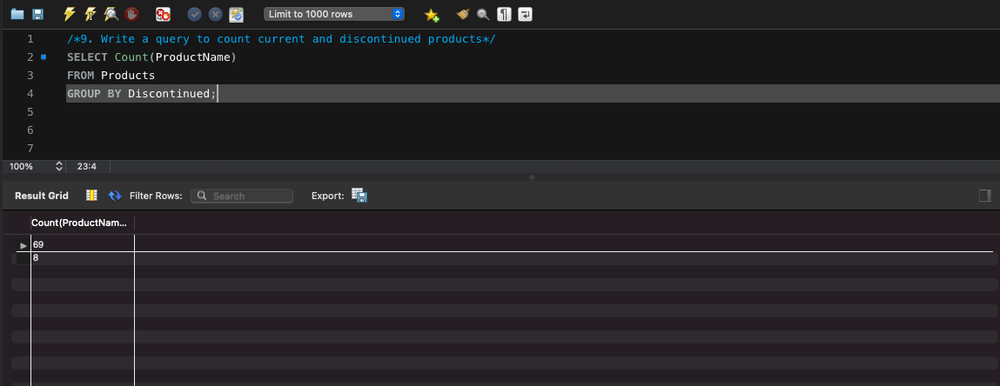 Limit to 1000 rows
1 /*9. Write a query to count current and discontinued products*/
2 SELECT Count(ProductName)
3 FROM Products
4 GROUP BY Discontinued;
5
6
7
100% 23:4
Result Grid Filter Rows: Search Export:
Count(ProductNam...
69
8